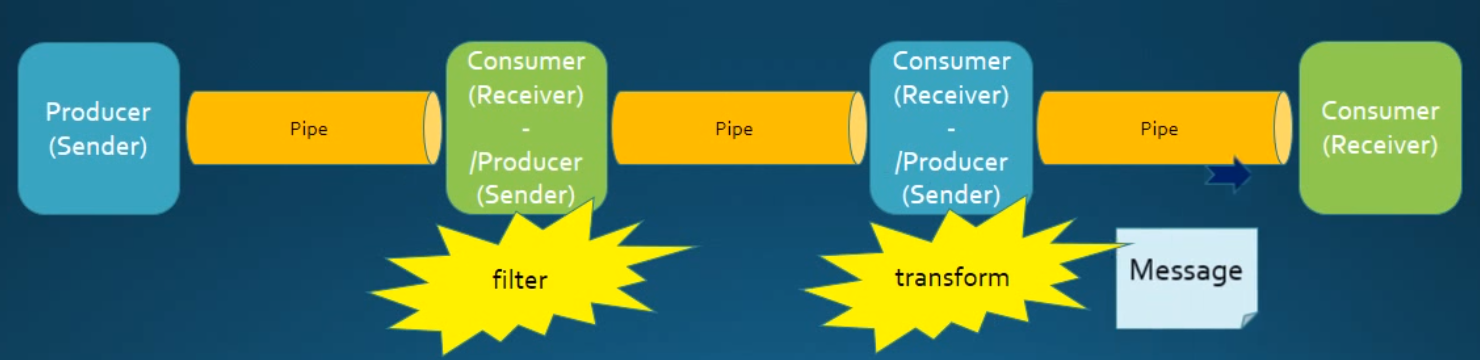 Producer
(Sender)
Pipe
Consumer
(Receiver)
-
/Producer
(Sender)
filter
Pipe
Consumer
(Receiver)
-
/Producer
(Sender)
transform
Pipe
Message
Consumer
(Receiver)